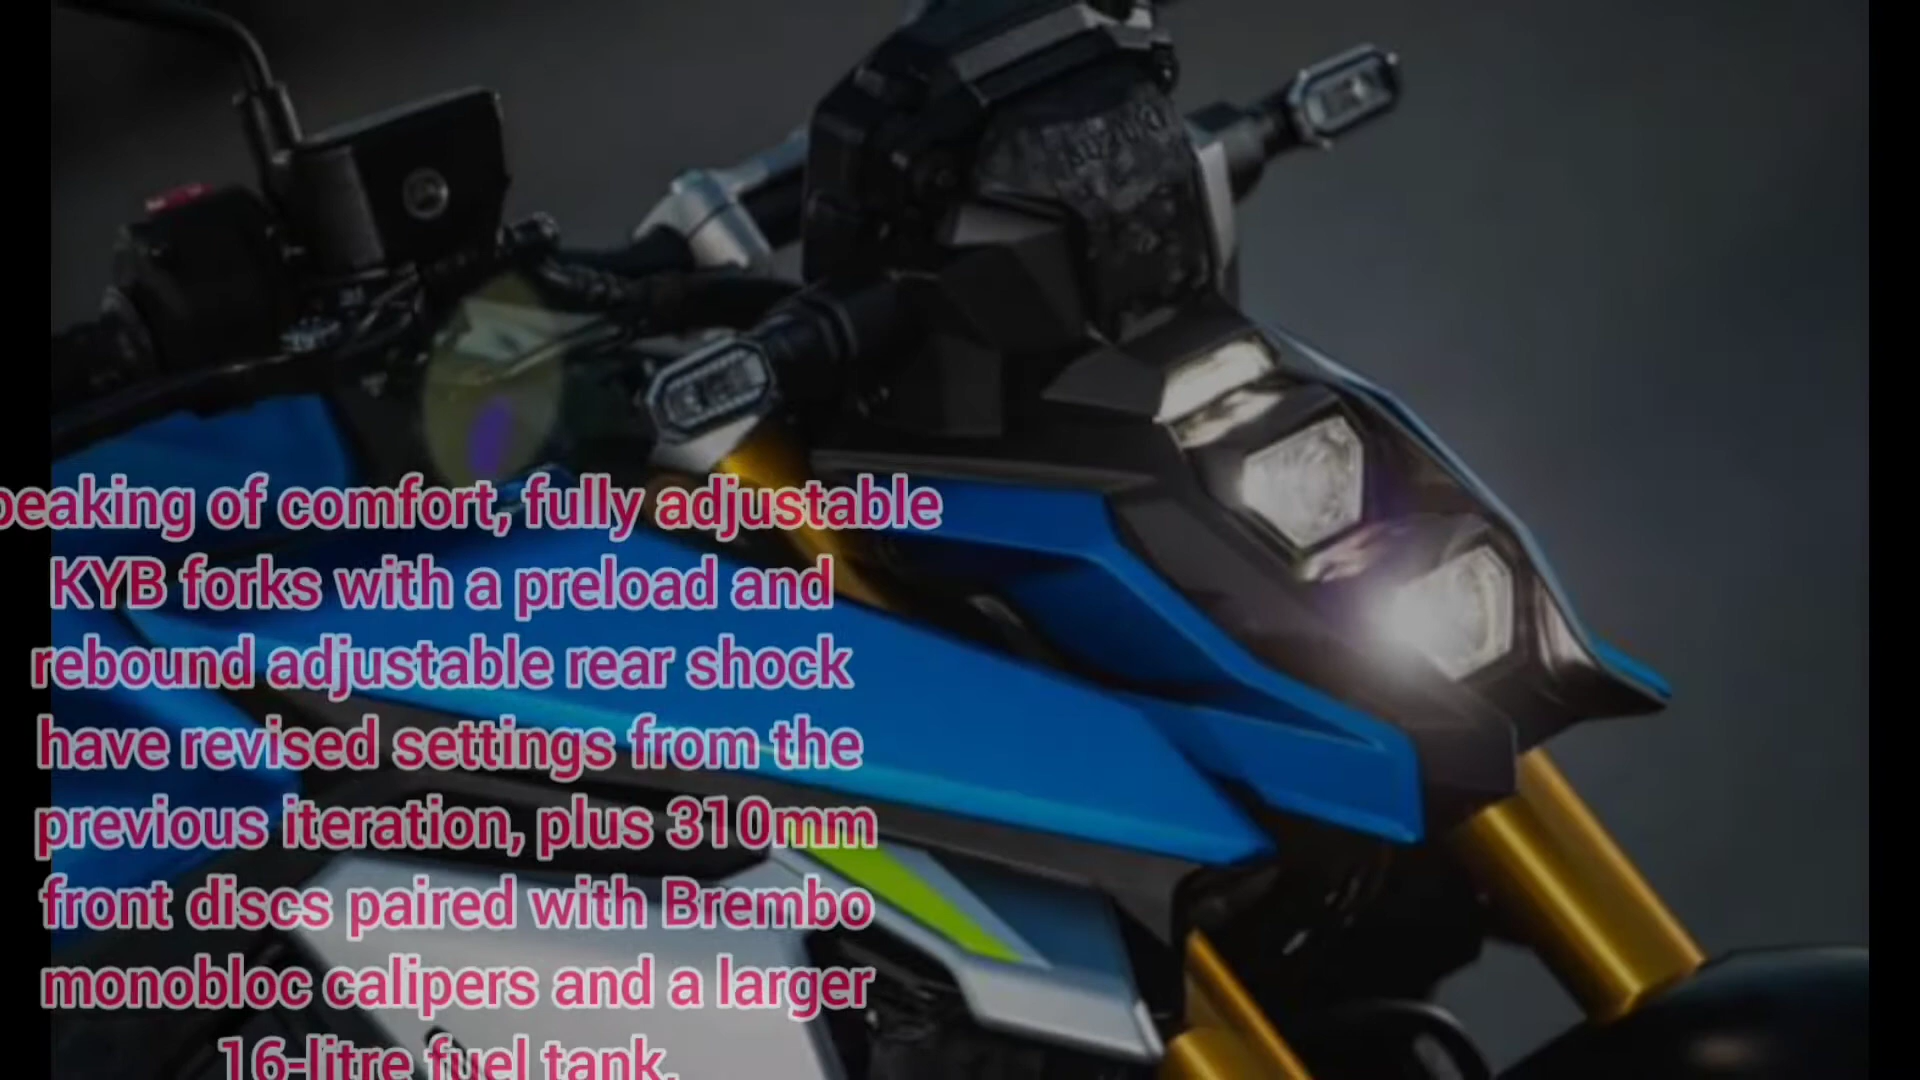 peaking of comfort, fully adjustable
KYB forks with a preload and
rebound adjustable rear shock
have revised settings from the
previous iteration, plus 310mm
front discs paired with Brembo
monobloc calipers and a larger
16-litre fuel tank.